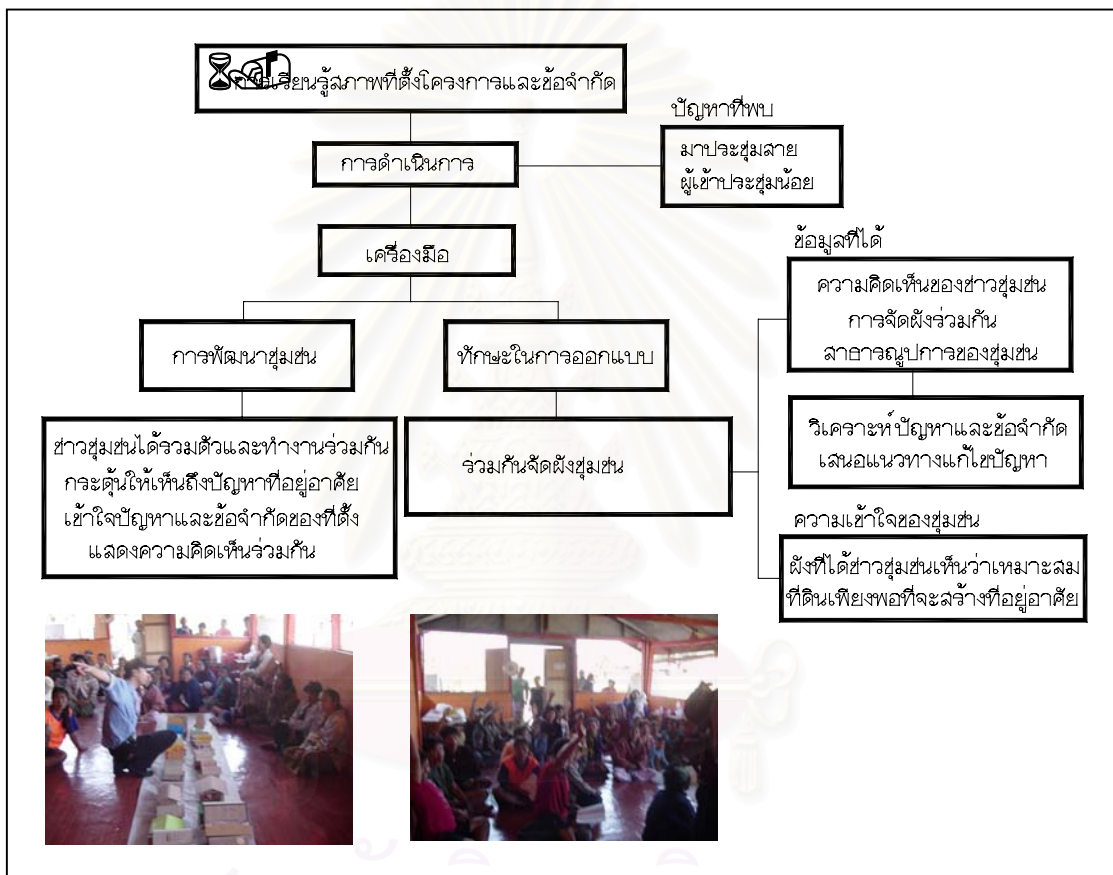 การเรียนรู้สภาพที่ตั้งโครงการและข้อจำกัด
ปัญหาที่พบ
การดำเนินการ
มาประชุมสาย
ผู้เข้าประชุมน้อย
เครื่องมือ
ข้อมูลที่ได้
ความคิดเห็นของชาวชุมชน
การจัดผังร่วมกัน
สาธารณูปการของชุมชน
การพัฒนาชุมชน
ทักษะในการออกแบบ
ชาวชุมชนได้รวมตัวและทำงานร่วมกัน
กระตุ้นให้เห็นถึงปัญหาที่อยู่อาศัย
เข้าใจปัญหาและข้อจำกัดของที่ตั้ง
แสดงความคิดเห็นร่วมกัน
ร่วมกันจัดผังชุมชน
วิเคราะห์ปัญหาและข้อจำกัด
เสนอแนวทางแก้ไขปัญหา
ความเข้าใจของชุมชน
ผังที่ได้ชาวชุมชนเห็นว่าเหมาะสม
ที่ดินเพียงพอที่จะสร้างที่อยู่อาศัย